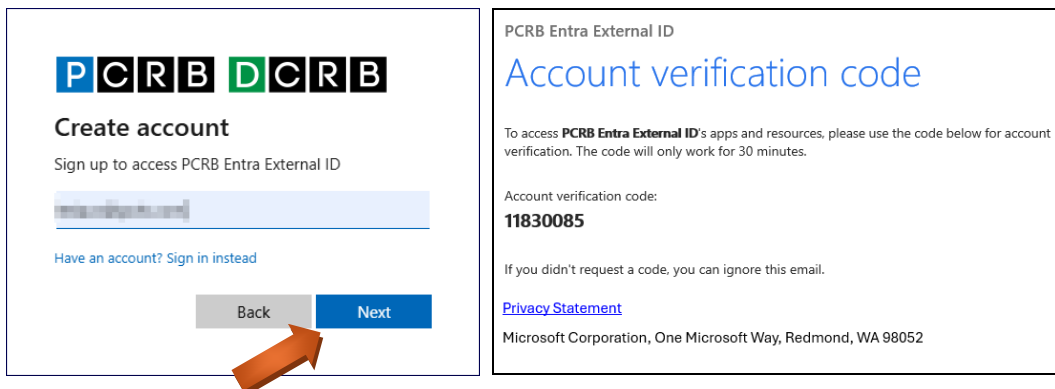 PCRB DCRB
Create account
Sign up to access PCRB Entra External ID
Have an account? Sign in instead
Back
Next
PCRB Entra External ID
Account verification code
To access PCRB Entra External ID's apps and resources, please use the code below for account
verification. The code will only work for 30 minutes.
Account verification code:
11830085
If you didn't request a code, you can ignore this email.
Privacy Statement
Microsoft Corporation, One Microsoft Way, Redmond, WA 98052